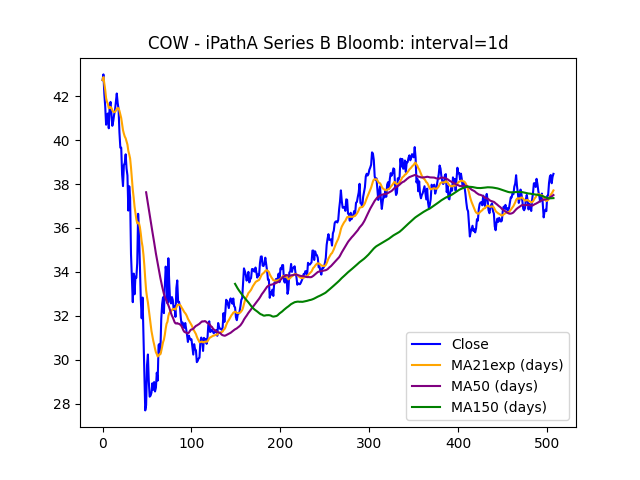 COW - iPathA Series B Bloomb: interval=1d
42
40
38
36
34
32
30
28
0 100 200 300 400 500
Close
MA21exp (days)
MA50 (days)
MA150 (days)